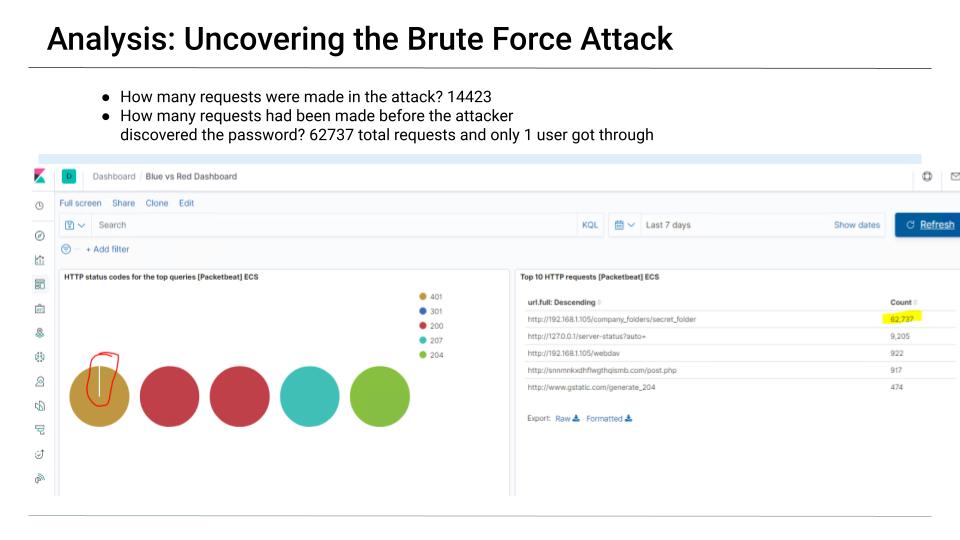 Analysis: Uncovering the Brute Force Attack
● How many requests were made in the attack? 14423
● How many requests had been made before the attacker
discovered the password? 62737 total requests and only 1 user got through
D Dashboard / Blue vs Red Dashboard
Full screen Share Clone Edit
Search KQL Last 7 days Show dates Refresh
+ Add filter
HTTP status codes for the top queries [Packetbeat] ECS
401
301
200
207
204
Top 10 HTTP requests [Packetbeat] ECS
url.full: Descending Count
http://192.168.1.105/company_folders/secret_folder 62,737
http://127.0.0.1/server-status?auto= 9,205
http://192.168.1.105/webdav 922
917
http://www.gstatic.com/generate_204 474
Export: Raw Formatted